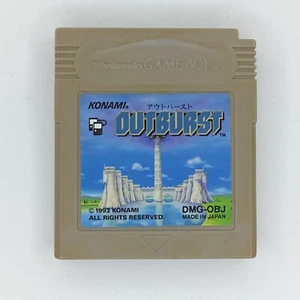 Nintendo GAME BOY
KONAMI
アウトバースト
OUTBURST™
© 1993 KONAMI
ALL RIGHTS RESERVED.
DMG-OBJ
MADE IN JAPAN